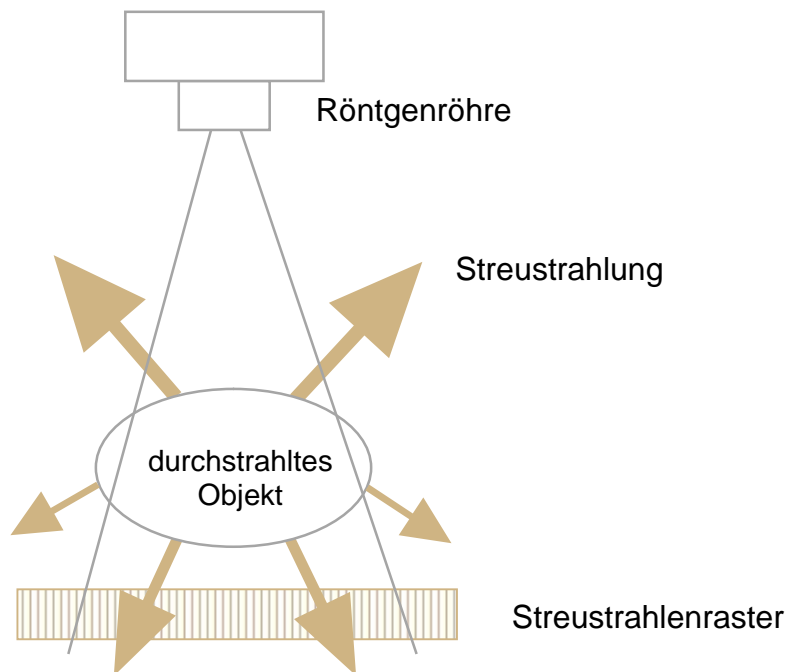 Röntgenröhre
Streustrahlung
durchstrahltes
Objekt
Streustrahlenraster